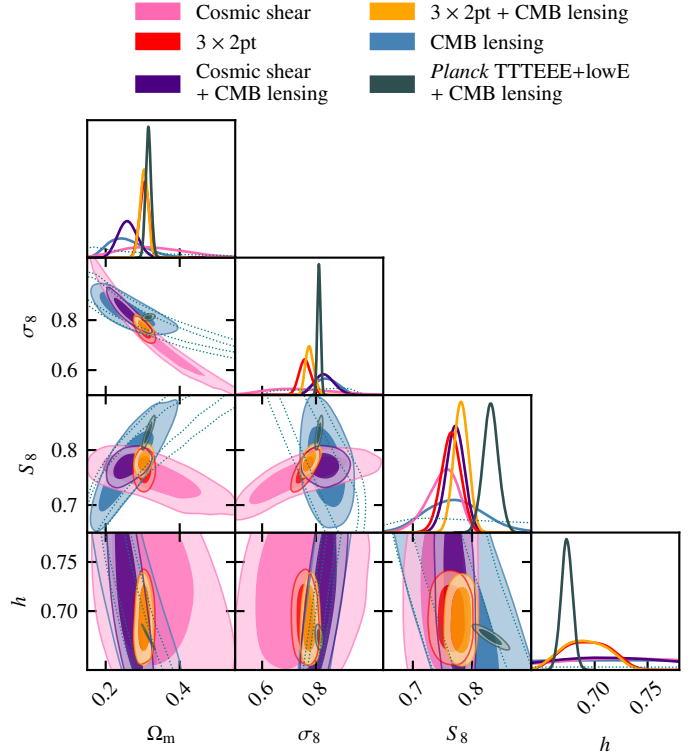 Cosmic shear
3 × 2pt
Cosmic shear
+ CMB lensing
3 × 2pt + CMB lensing
CMB lensing
Planck TTTEEE+lowE
+ CMB lensing
σ₈
0.8
0.6
S₈
0.8
0.7
h
0.75
0.70
0.2
0.4
0.6
0.8
0.7
0.8
0.70
0.75
Ωₘ
σ₈
S₈
h